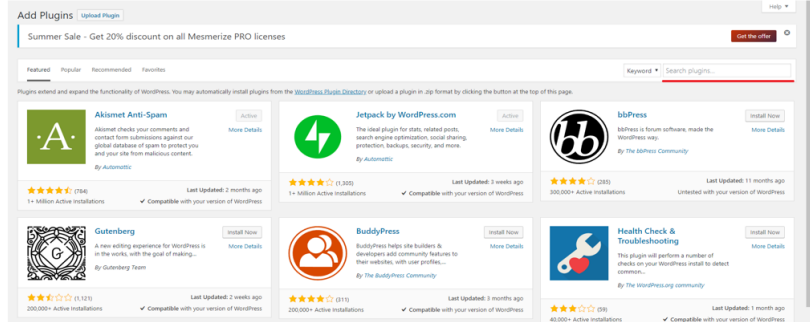 Help ▼
Add Plugins Upload Plugin
Summer Sale - Get 20% discount on all Mesmerize PRO licenses Get the offer
Featured Popular Recommended Favorites Keyword ▼ Search plugins...
Plugins extend and expand the functionality of WordPress. You may automatically install plugins from the WordPress Plugin Directory or upload a plugin in .zip format by clicking the button at the top of this page.
·A·
Akismet Anti-Spam Active
Akismet checks your comments and More Details
contact form submissions against our
global database of spam to protect you
and your site from malicious content.
By Automattic
(784) Last Updated: 2 months ago
1+ Million Active Installations ✔ Compatible with your version of WordPress
Jetpack by WordPress.com Active
The ideal plugin for stats, related posts, More Details
search engine optimization, social sharing,
protection, backups, security, and more.
By Automattic
(1,303) Last Updated: 3 weeks ago
1+ Million Active Installations ✔ Compatible with your version of WordPress
bb
bbPress Install Now
bbPress is forum software, made the More Details
WordPress way.
By The bbPress Community
(285) Last Updated: 11 months ago
300,000+ Active Installations Untested with your version of WordPress
G
Gutenberg Install Now
A new editing experience for WordPress is More Details
in the works, with the goal of making...
By Gutenberg Team
(1,121) Last Updated: 2 weeks ago
200,000+ Active Installations ✔ Compatible with your version of WordPress
BuddyPress Install Now
BuddyPress helps site builders & More Details
developers add community features to
their websites, with user profiles,...
By The BuddyPress Community
(311) Last Updated: 3 months ago
200,000+ Active Installations ✔ Compatible with your version of WordPress
Health Check & Install Now
Troubleshooting More Details
This plugin will perform a number of
checks on your WordPress install to detect
common...
By The WordPress.org community
(59) Last Updated: 2 months ago
40,000+ Active Installations ✔ Compatible with your version of WordPress